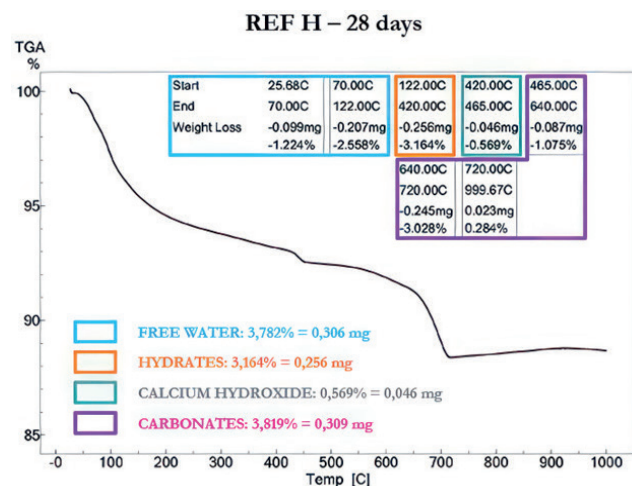 REF H – 28 days
TGA
%
Start 25.68C 70.00C 122.00C 420.00C 465.00C
End 70.00C 122.00C 420.00C 465.00C 640.00C
Weight Loss -0.099mg -0.207mg -0.256mg -0.046mg -0.087mg
-1.224% -2.558% -3.164% -0.569% -1.075%
640.00C 720.00C
720.00C 999.67C
-0.245mg 0.023mg
-3.028% 0.284%
100
95
90
85
FREE WATER: 3,782% = 0,306 mg
HYDRATES: 3,164% = 0,256 mg
CALCIUM HYDROXIDE: 0,569% = 0,046 mg
CARBONATES: 3,819% = 0,309 mg
-0 100 200 300 400 500 600 700 800 900 1000
Temp [C]